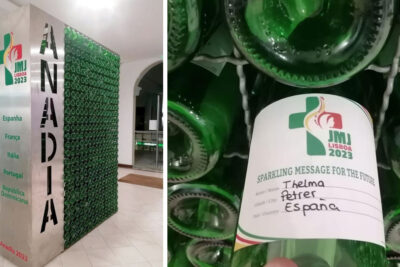 JMJ
LISBOA
2023
Espanha
França
Itália
Portugal
República
Dominicana
Anadia 2023
ANADIA
JMJ
LISBOA
2023
SPARKLING MESSAGE FOR THE FUTURE
Thelma
Petrer
España